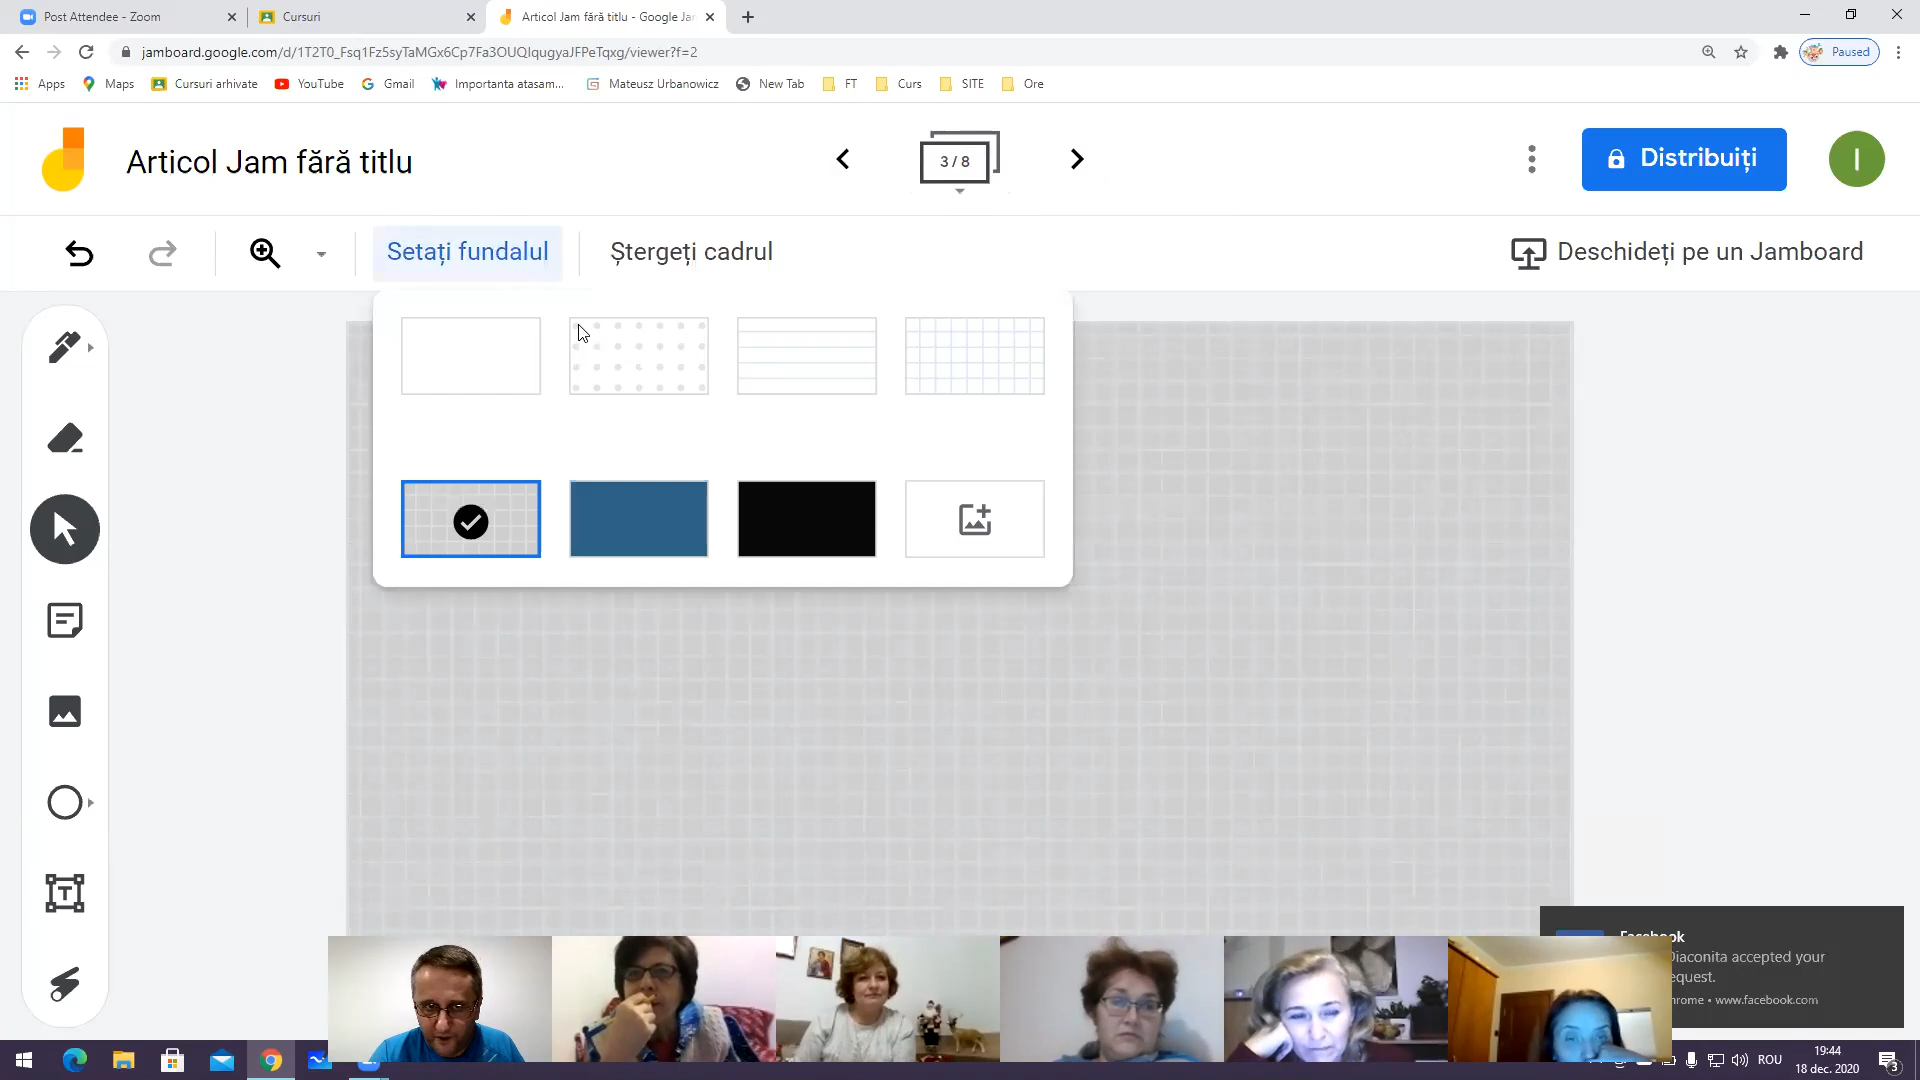 Post Attendee - Zoom
Cursuri
Articol Jam fără titlu - Google Jar
jamboard.google.com/d/1T2T0_Fsq1Fz5syTaMGx6Cp7Fa3OUQIqugyaJFPeTqxg/viewer?f=2
Paused
Apps
Maps
Cursuri arhivate
YouTube
Gmail
Importanta atasam...
Mateusz Urbanowicz
New Tab
FT
Curs
SITE
Ore
Articol Jam fără titlu
3 / 8
Distribuiți
I
Setați fundalul
Ștergeți cadrul
Deschideți pe un Jamboard
Facebook
Diaconita accepted your
equest.
hrome • www.facebook.com
ROU
19:44
18 dec. 2020
3